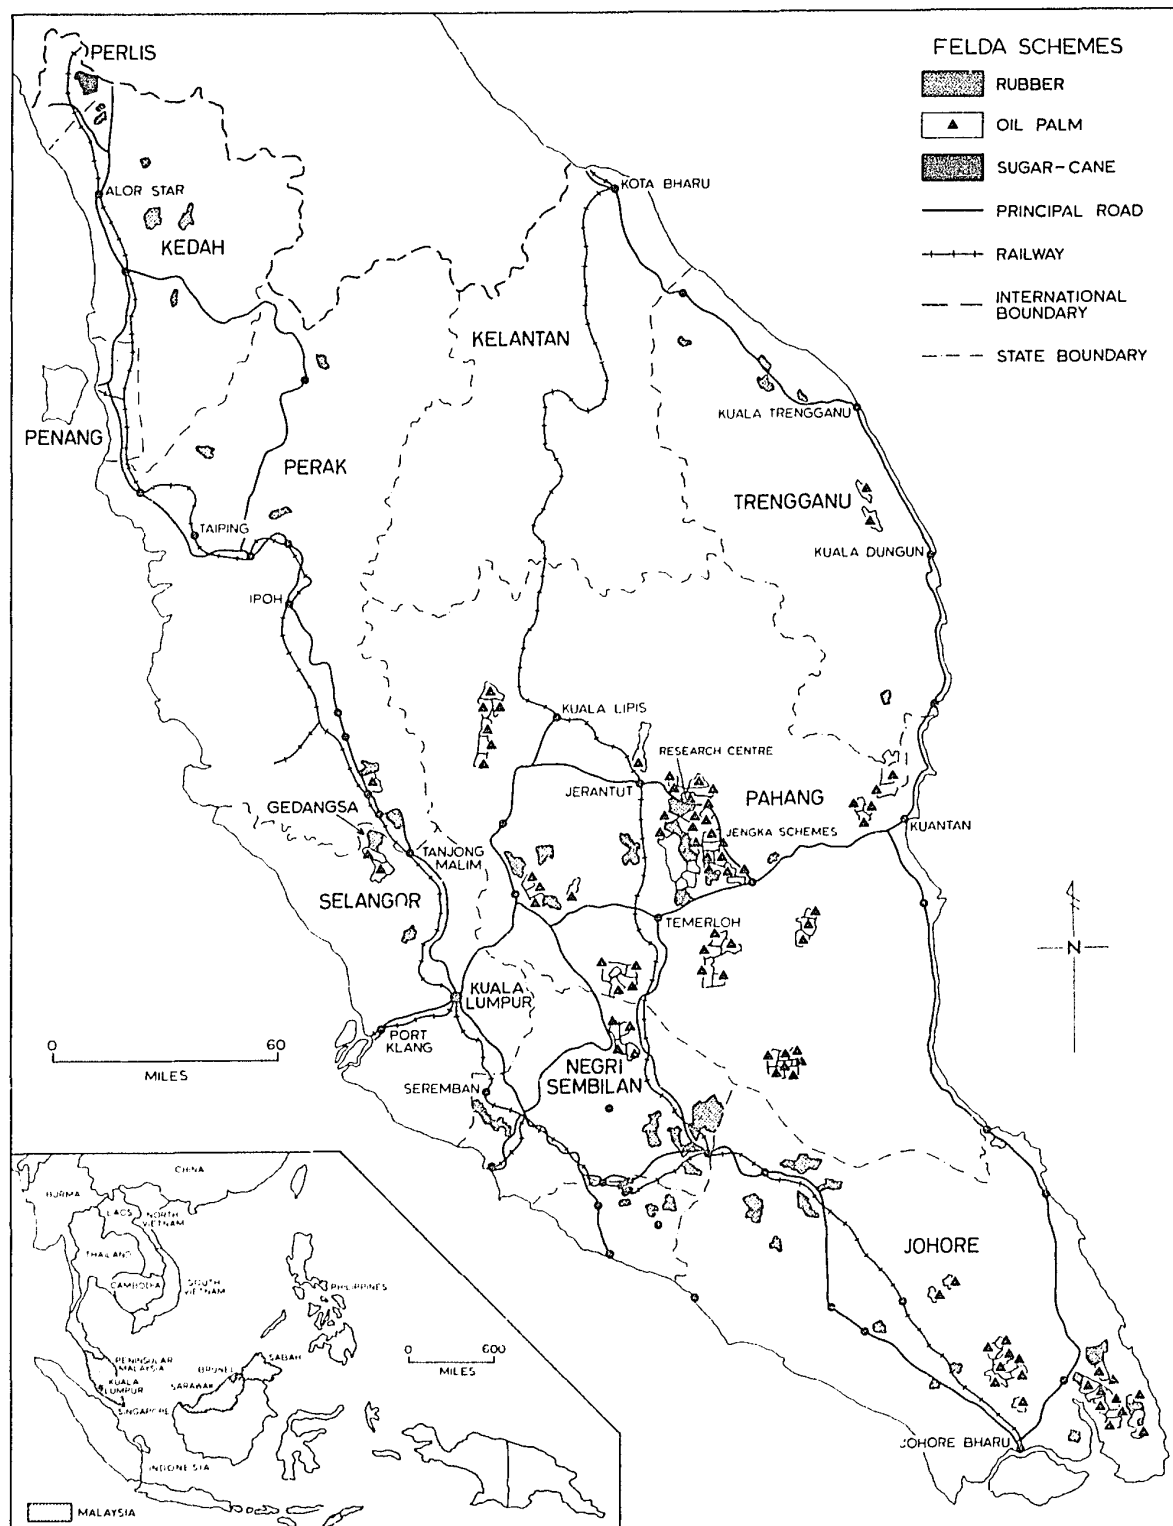 PERLIS
FELDA SCHEMES
RUBBER
OIL PALM
SUGAR-CANE
PRINCIPAL ROAD
RAILWAY
INTERNATIONAL
BOUNDARY
STATE BOUNDARY
ALOR STAR
KOTA BHARU
KEDAH
KELANTAN
PENANG
KUALA TRENGGANU
PERAK
TRENGGANU
TAIPING
KUALA DUNGUN
IPOH
KUALA LIPIS
RESEARCH CENTRE
JERANTUT
PAHANG
GEDANGSA
JENGKA SCHEMES
KUANTAN
TANJONG
MALIM
SELANGOR
TEMERLOH
N
KUALA
LUMPUR
PORT
KLANG
0 60
MILES
NEGRI
SEMBILAN
SEREMBAN
JOHORE
JOHORE BHARU
CHINA
BURMA
LAOS
NORTH
VIETNAM
THAILAND
CAMBODIA
SOUTH
VIETNAM
PHILIPPINES
PENINSULAR
MALAYSIA
KUALA
LUMPUR
BRUNEI
SABAH
SARAWAK
SINGAPORE
0 600
MILES
INDONESIA
MALAYSIA